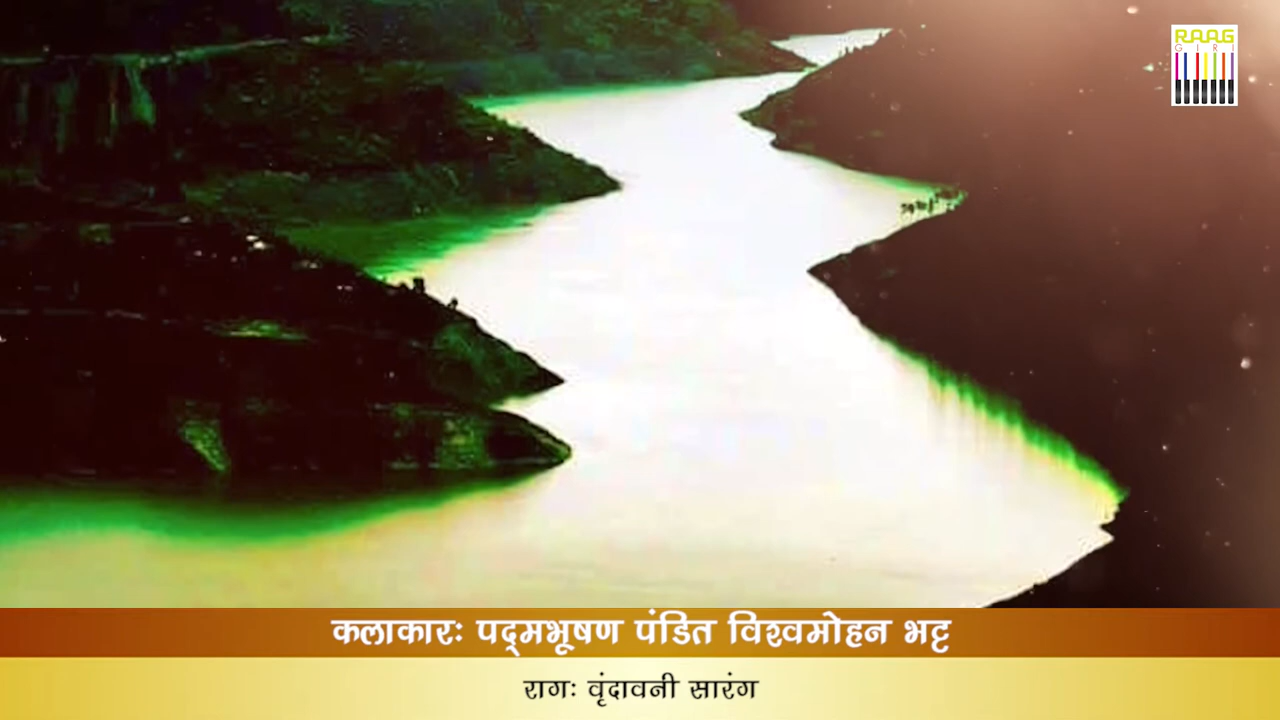 RAAG
GIRI
कलाकारः पद्मभूषण पंडित विश्वमोहन भट्ट
रागः वृंदावनी सारंग